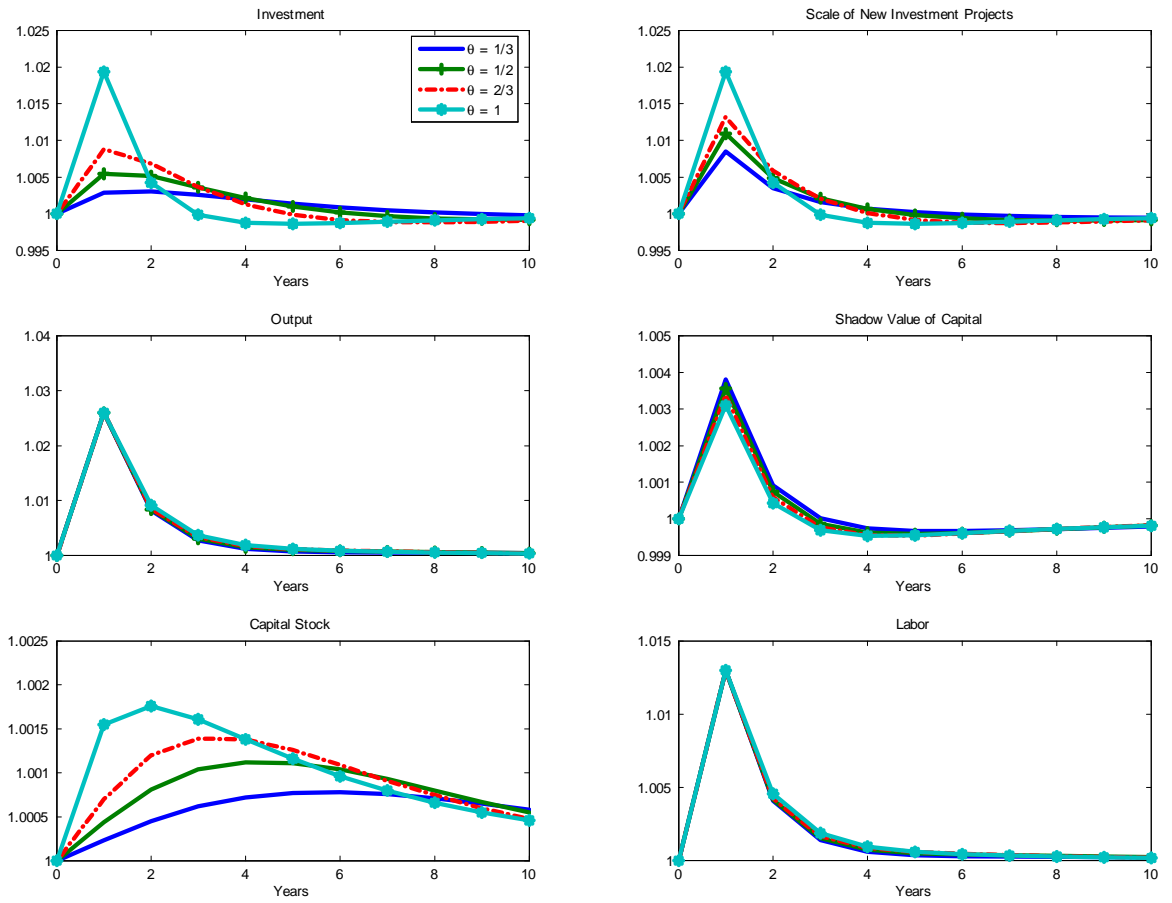 Investment
1.025
1.02
1.015
1.01
1.005
1
0.995
0 2 4 6 8 10
Years
θ = 1/3
θ = 1/2
θ = 2/3
θ = 1
Scale of New Investment Projects
1.025
1.02
1.015
1.01
1.005
1
0.995
0 2 4 6 8 10
Years
Output
1.04
1.03
1.02
1.01
1
0 2 4 6 8 10
Years
Shadow Value of Capital
1.005
1.004
1.003
1.002
1.001
1
0.999
0 2 4 6 8 10
Years
Capital Stock
1.0025
1.002
1.0015
1.001
1.0005
1
0 2 4 6 8 10
Years
Labor
1.015
1.01
1.005
1
0 2 4 6 8 10
Years